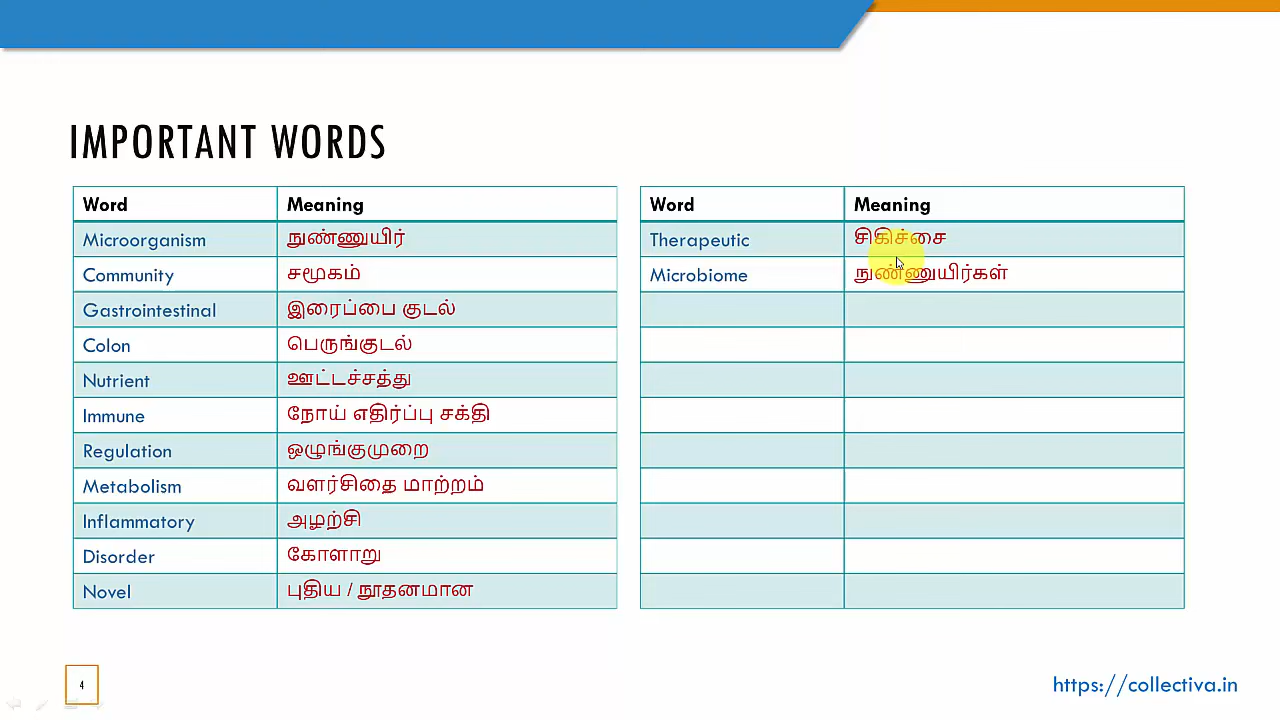 IMPORTANT WORDS
Word Meaning
Microorganism நுண்ணுயிர்
Community சமூகம்
Gastrointestinal இரைப்பை குடல்
Colon பெருங்குடல்
Nutrient ஊட்டச்சத்து
Immune நோய் எதிர்ப்பு சக்தி
Regulation ஒழுங்குமுறை
Metabolism வளர்சிதை மாற்றம்
Inflammatory அழற்சி
Disorder கோளாறு
Novel புதிய / நூதனமான
Word Meaning
Therapeutic சிகிச்சை
Microbiome நுண்ணுயிர்கள்
4
https://collectiva.in